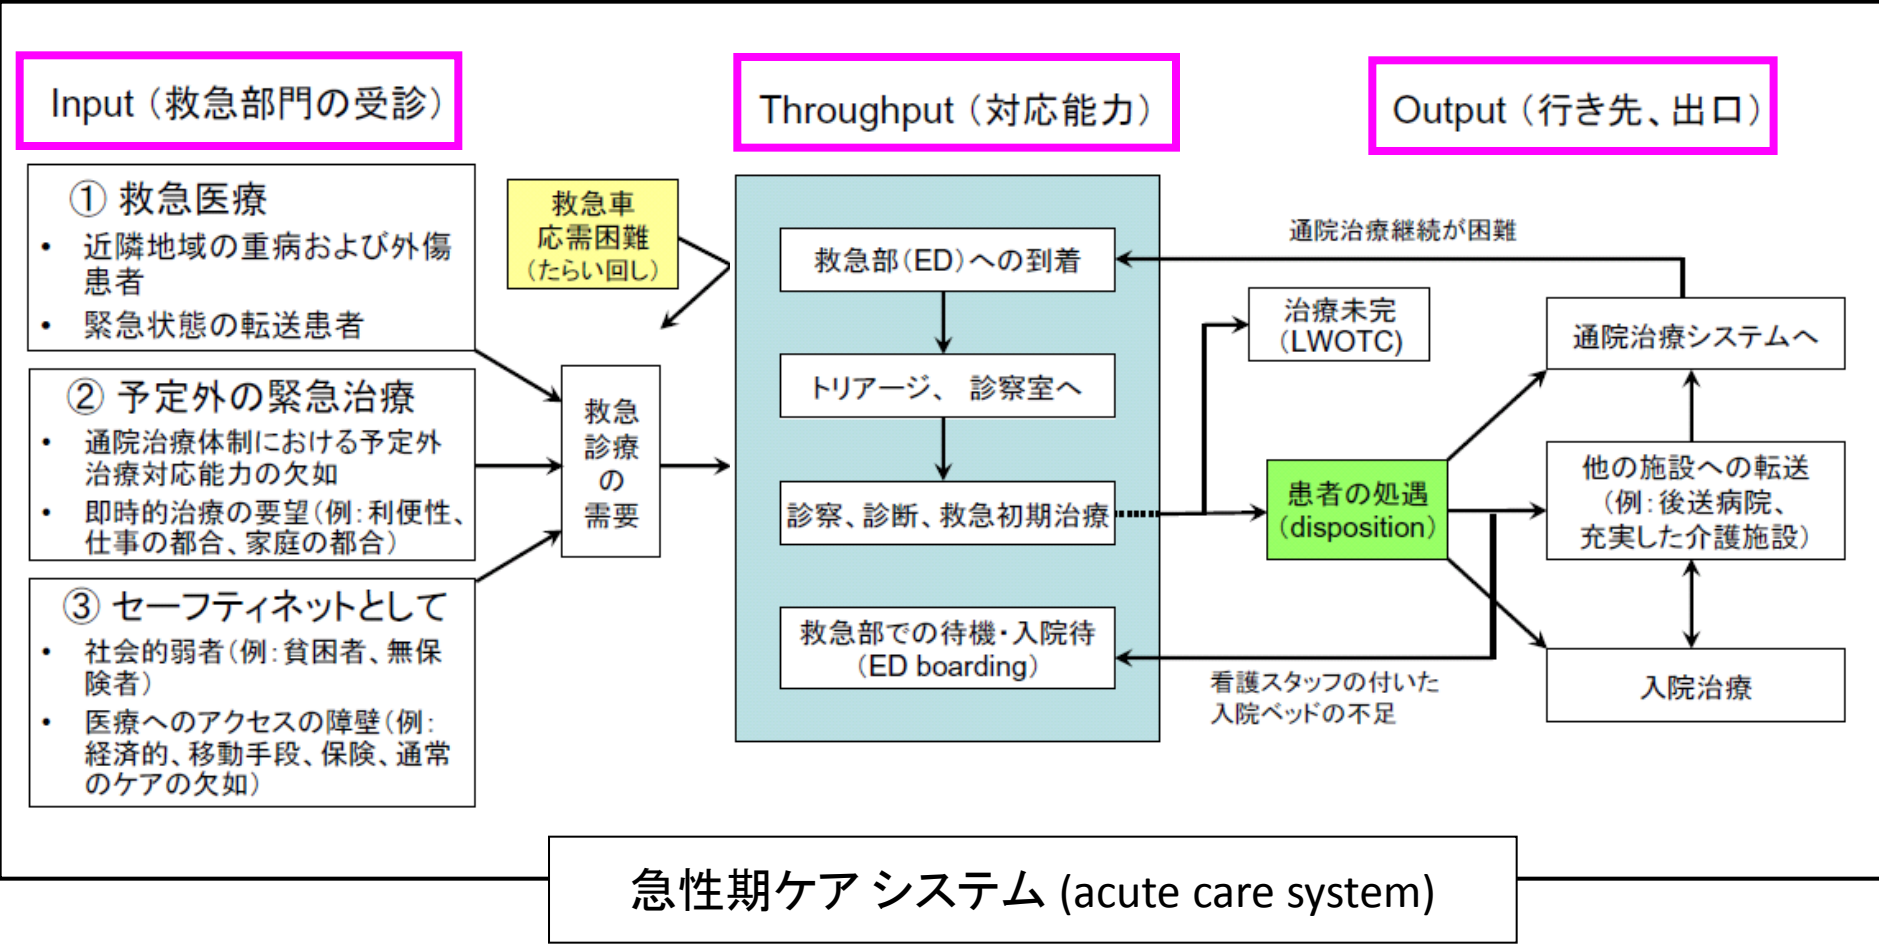 Input（救急部門の受診）
Throughput（対応能力）
Output（行き先、出口）
① 救急医療
• 近隣地域の重病および外傷
患者
• 緊急状態の転送患者
② 予定外の緊急治療
• 通院治療体制における予定外
治療対応能力の欠如
• 即時的治療の要望（例：利便性、
仕事の都合、家庭の都合）
③ セーフティネットとして
• 社会的弱者（例：貧困者、無保
険者）
• 医療へのアクセスの障壁（例：
経済的、移動手段、保険、通常
のケアの欠如）
救急車
応需困難
（たらい回し）
救急
診療
の
需要
救急部（ED）への到着
トリアージ、 診察室へ
診察、診断、救急初期治療
救急部での待機・入院待
（ED boarding）
通院治療継続が困難
治療未完
（LWOTC)
患者の処遇
（disposition）
看護スタッフの付いた
入院ベッドの不足
通院治療システムへ
他の施設への転送
（例：後送病院、
充実した介護施設）
入院治療
急性期ケア システム (acute care system)